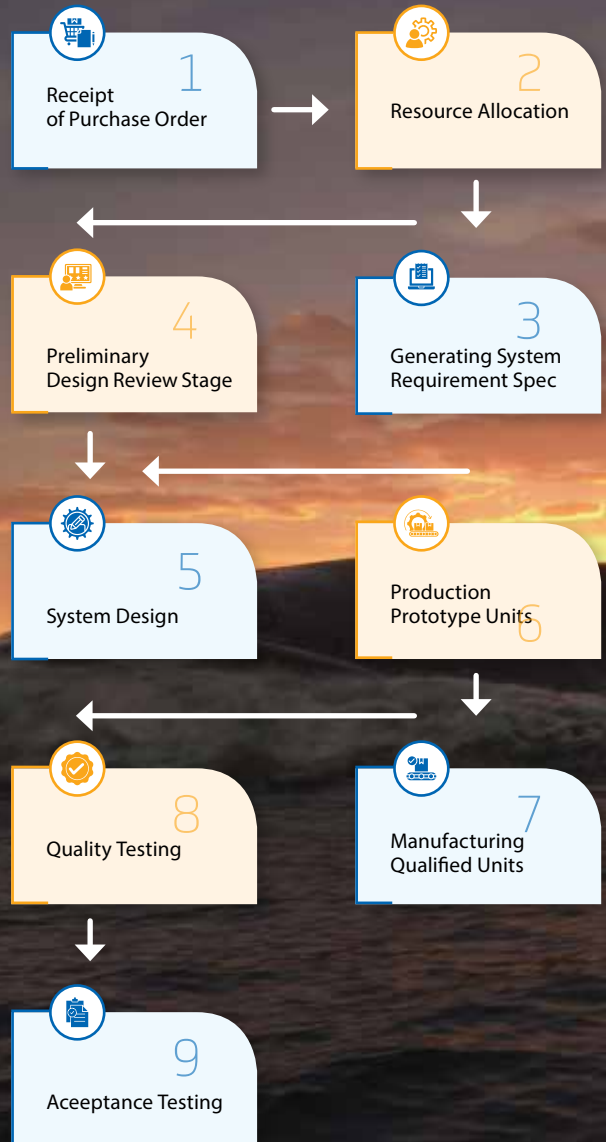 1
Receipt
of Purchase Order
2
Resource Allocation
3
Generating System
Requirement Spec
4
Preliminary
Design Review Stage
5
System Design
6
Production
Prototype Units
7
Manufacturing
Qualified Units
8
Quality Testing
9
Aceeptance Testing